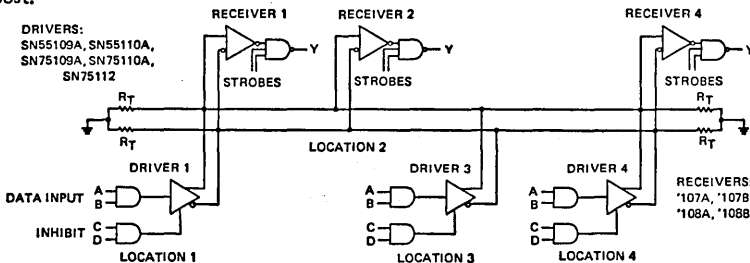 DRIVERS:
SN55109A, SN55110A,
SN75109A, SN75110A,
SN75112
RECEIVER 1
Y
STROBES
RECEIVER 2
Y
STROBES
RECEIVER 4
Y
STROBES
RT
RT
RT
RT
LOCATION 2
DRIVER 1
DATA INPUT
A
B
INHIBIT
C
D
LOCATION 1
DRIVER 3
A
B
C
D
LOCATION 3
DRIVER 4
A
B
C
D
LOCATION 4
RECEIVERS
'107A, '107B
'108A, '108B